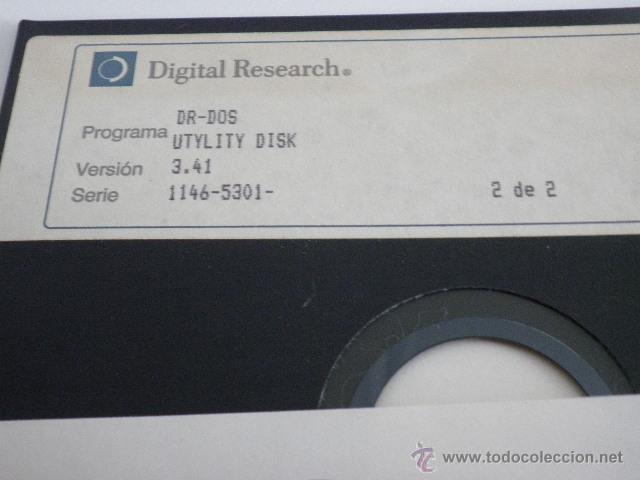 Digital Research®
DR-DOS
Programa UTYLITY DISK
Versión 3.41
Serie 1146-5301- 2 de 2
© www.todocoleccion.net